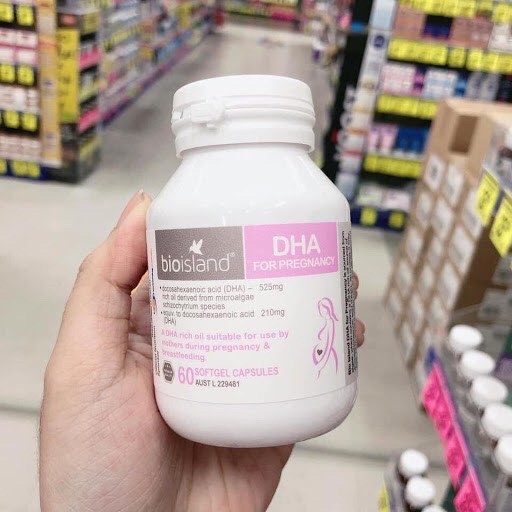 bioisland®
DHA
FOR PREGNANCY
• docosahexaenoic acid (DHA) – 525mg
rich oil derived from microalgae
schizochytrium species
• equiv. to docosahexaenoic acid 210mg
(DHA)
A DHA rich oil suitable for use by
mothers during pregnancy &
breastfeeding.
60 SOFTGEL CAPSULES
AUST L 229481